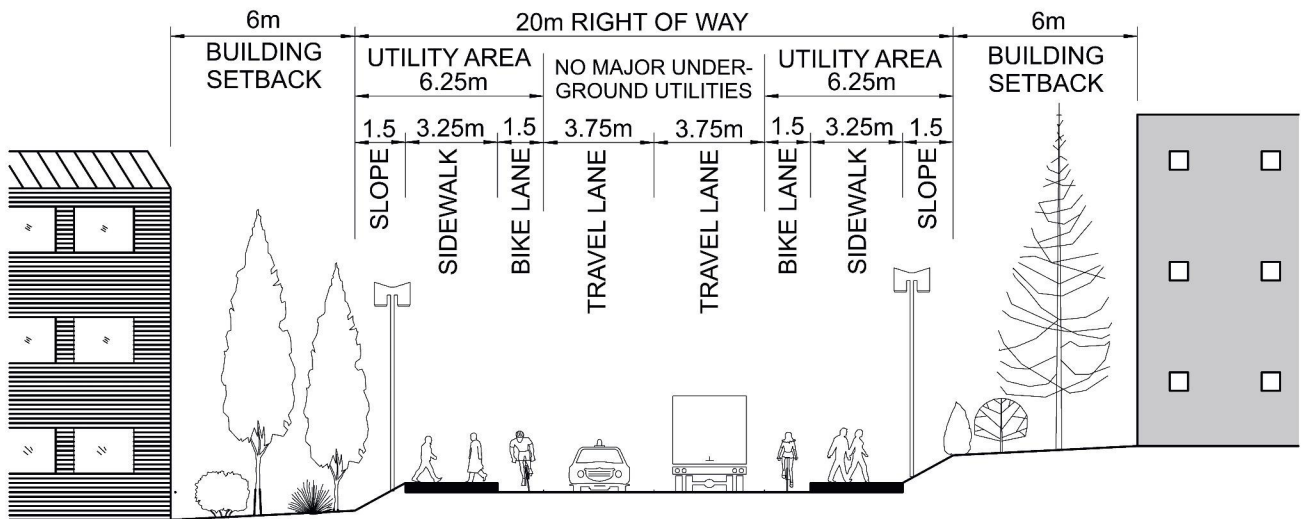 6m
20m RIGHT OF WAY
6m
BUILDING
SETBACK
UTILITY AREA
6.25m
NO MAJOR UNDER-
GROUND UTILITIES
UTILITY AREA
6.25m
BUILDING
SETBACK
1.5
3.25m
1.5
3.75m
3.75m
1.5
3.25m
1.5
SLOPE
SIDEWALK
BIKE LANE
TRAVEL LANE
TRAVEL LANE
BIKE LANE
SIDEWALK
SLOPE